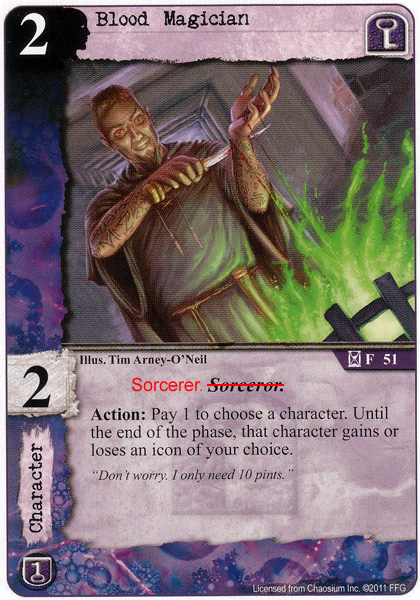 2
Blood Magician
Illus. Tim Arney-O'Neil
F 51
2
Sorcerer. Sorceror.
Action: Pay 1 to choose a character. Until
the end of the phase, that character gains or
loses an icon of your choice.
"Don't worry. I only need 10 pints."
Character
1
Licensed from Chaosium Inc. ©2011 FFG